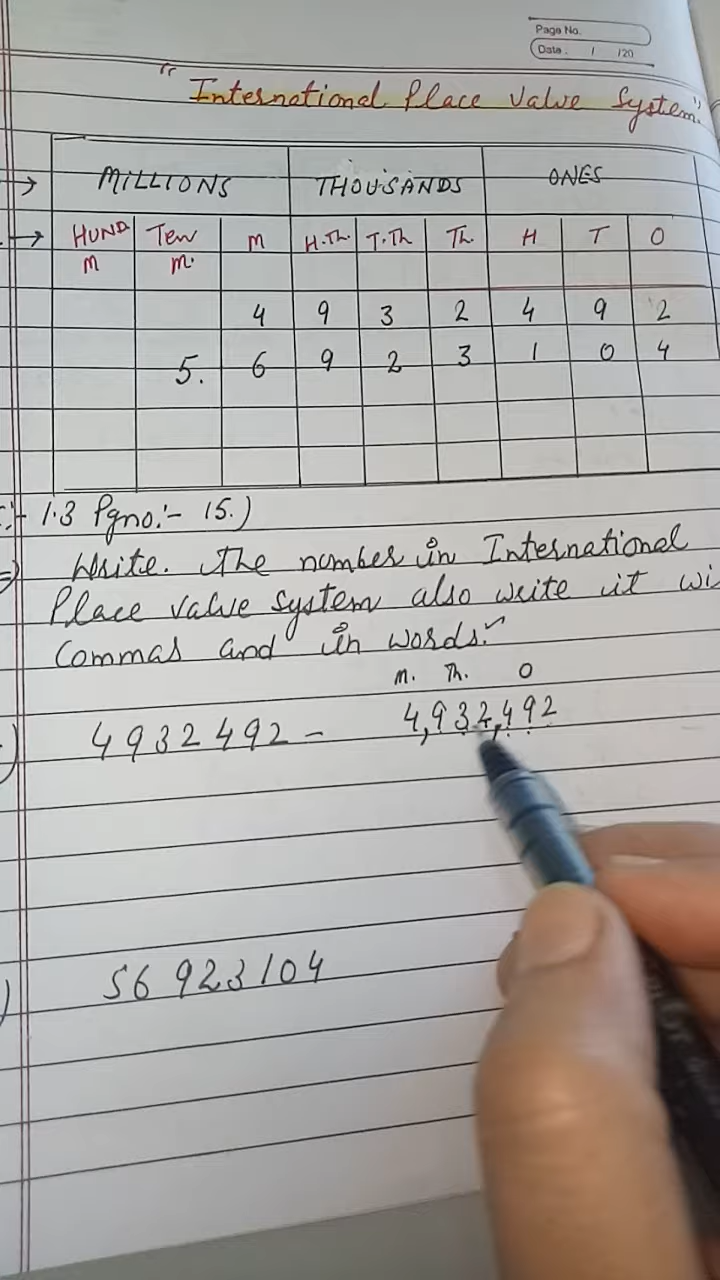 Page No.
Date. / /20
"International Place Value System"
→ MILLIONS THOUSANDS ONES
→ HUND M Ten m. M H.Th. T.Th Th. H T O
4 9 3 2 4 9 2
5. 6 9 2 3 1 0 4
:- 1.3 Pgno:- 15.)
Write. The number in International
Place value system also write it wi
Commas and in words.
m. Th. O
4932492 - 4,932,492
56923104